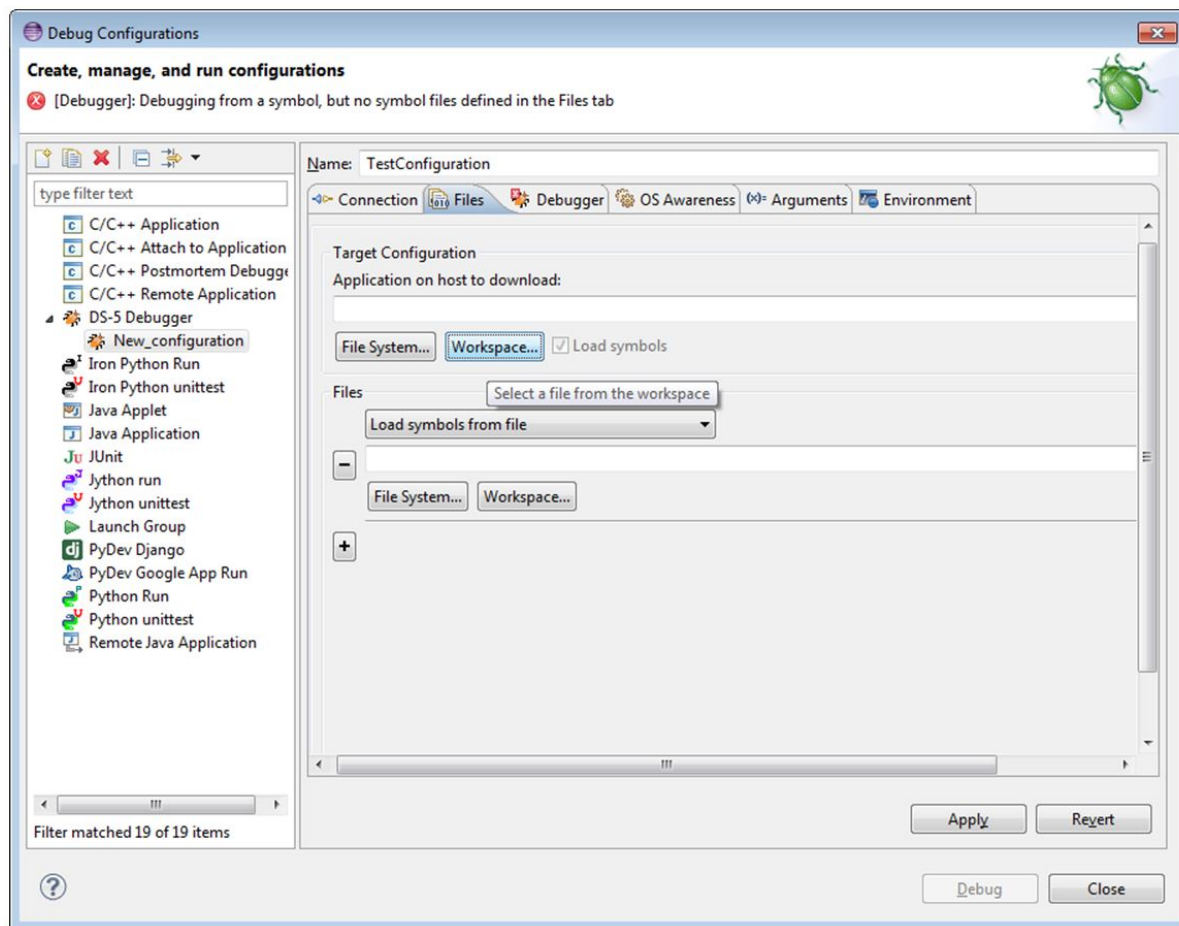 Debug Configurations
Create, manage, and run configurations
[Debugger]: Debugging from a symbol, but no symbol files defined in the Files tab
type filter text
C/C++ Application
C/C++ Attach to Application
C/C++ Postmortem Debugge
C/C++ Remote Application
DS-5 Debugger
New_configuration
Iron Python Run
Iron Python unittest
Java Applet
Java Application
Ju JUnit
Jython run
Jython unittest
Launch Group
dj PyDev Django
PyDev Google App Run
Python Run
Python unittest
Remote Java Application
Filter matched 19 of 19 items
Name: TestConfiguration
Connection Files Debugger OS Awareness (x)= Arguments Environment
Target Configuration
Application on host to download:
File System... Workspace... Load symbols
Select a file from the workspace
Files
Load symbols from file
File System... Workspace...
Apply Revert
Debug Close